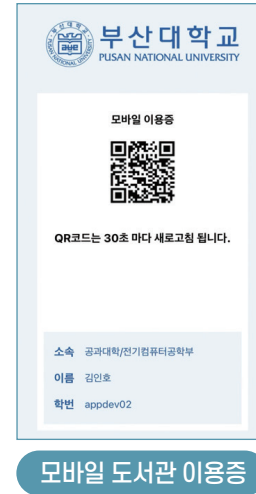 부산대학교
PUSAN NATIONAL UNIVERSITY
모바일 이용증
QR코드는 30초 마다 새로고침 됩니다.
소속 공과대학/전기컴퓨터공학부
이름 김인호
학번 appdev02
모바일 도서관 이용증